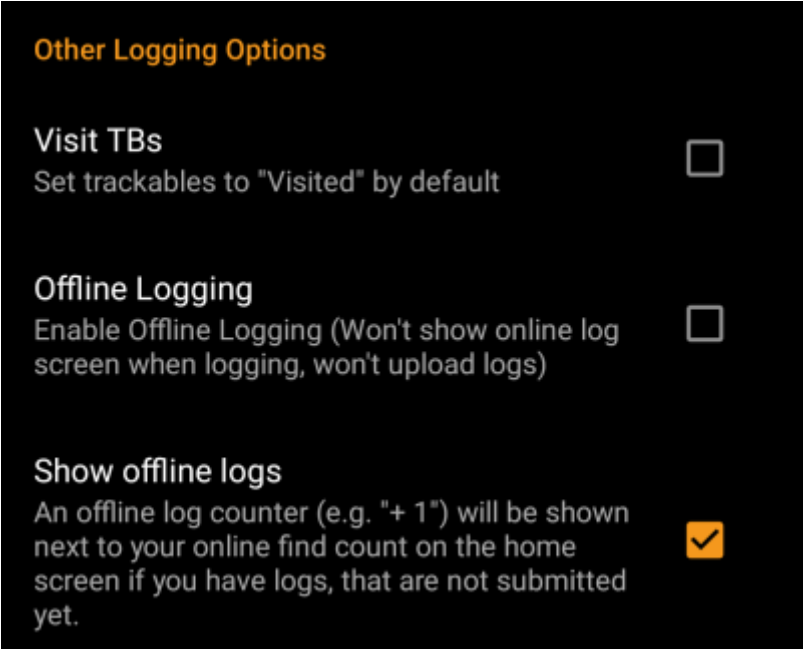 Other Logging Options
Visit TBs
Set trackables to "Visited" by default
Offline Logging
Enable Offline Logging (Won't show online log
screen when logging, won't upload logs)
Show offline logs
An offline log counter (e.g. "+ 1") will be shown
next to your online find count on the home
screen if you have logs, that are not submitted
yet.